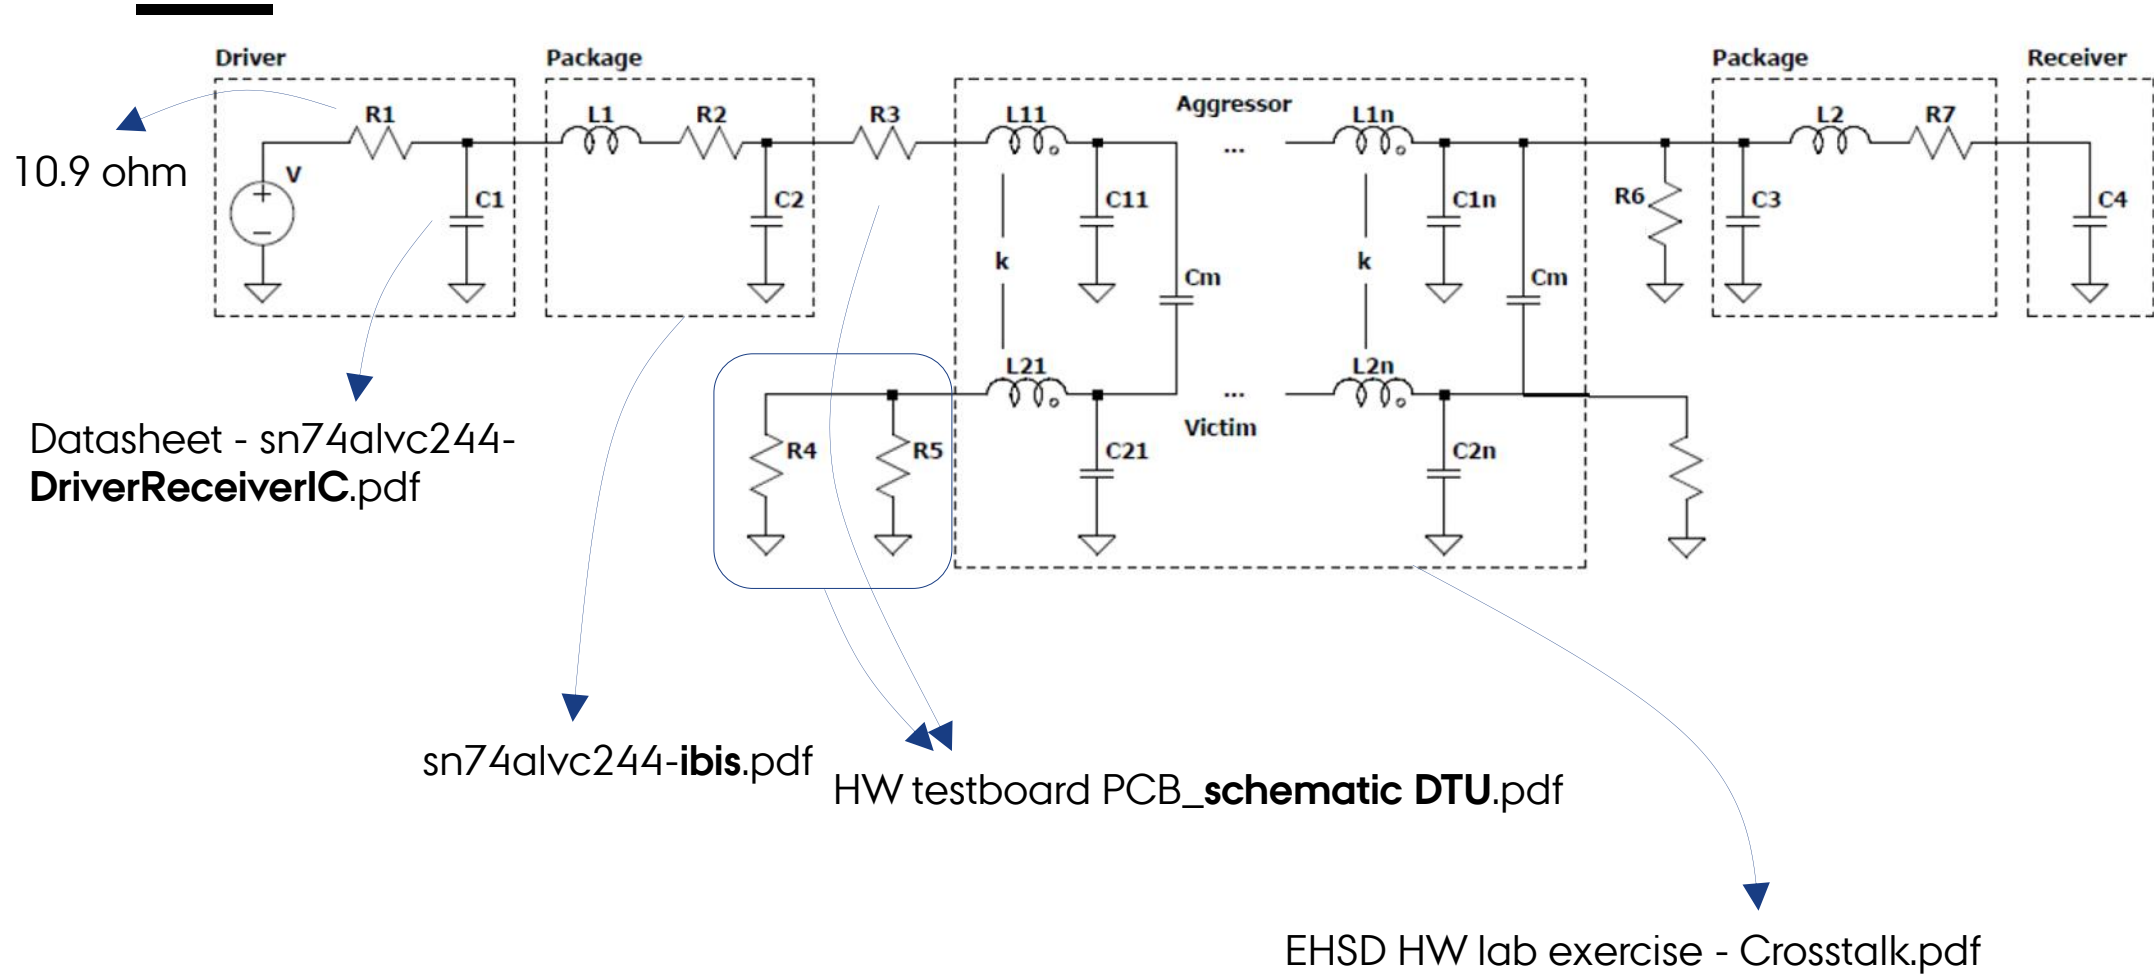 Driver
Package
Package
Receiver
R1
L1
R2
R3
L11
Aggressor
L1n
L2
R7
10.9 ohm
V
C1
C2
C11
...
C1n
R6
C3
C4
k
k
Cm
Cm
L21
L2n
...
Victim
R4
R5
C21
C2n
Datasheet - sn74alvc244-
DriverReceiverIC.pdf
sn74alvc244-ibis.pdf
HW testboard PCB_schematic DTU.pdf
EHSD HW lab exercise - Crosstalk.pdf